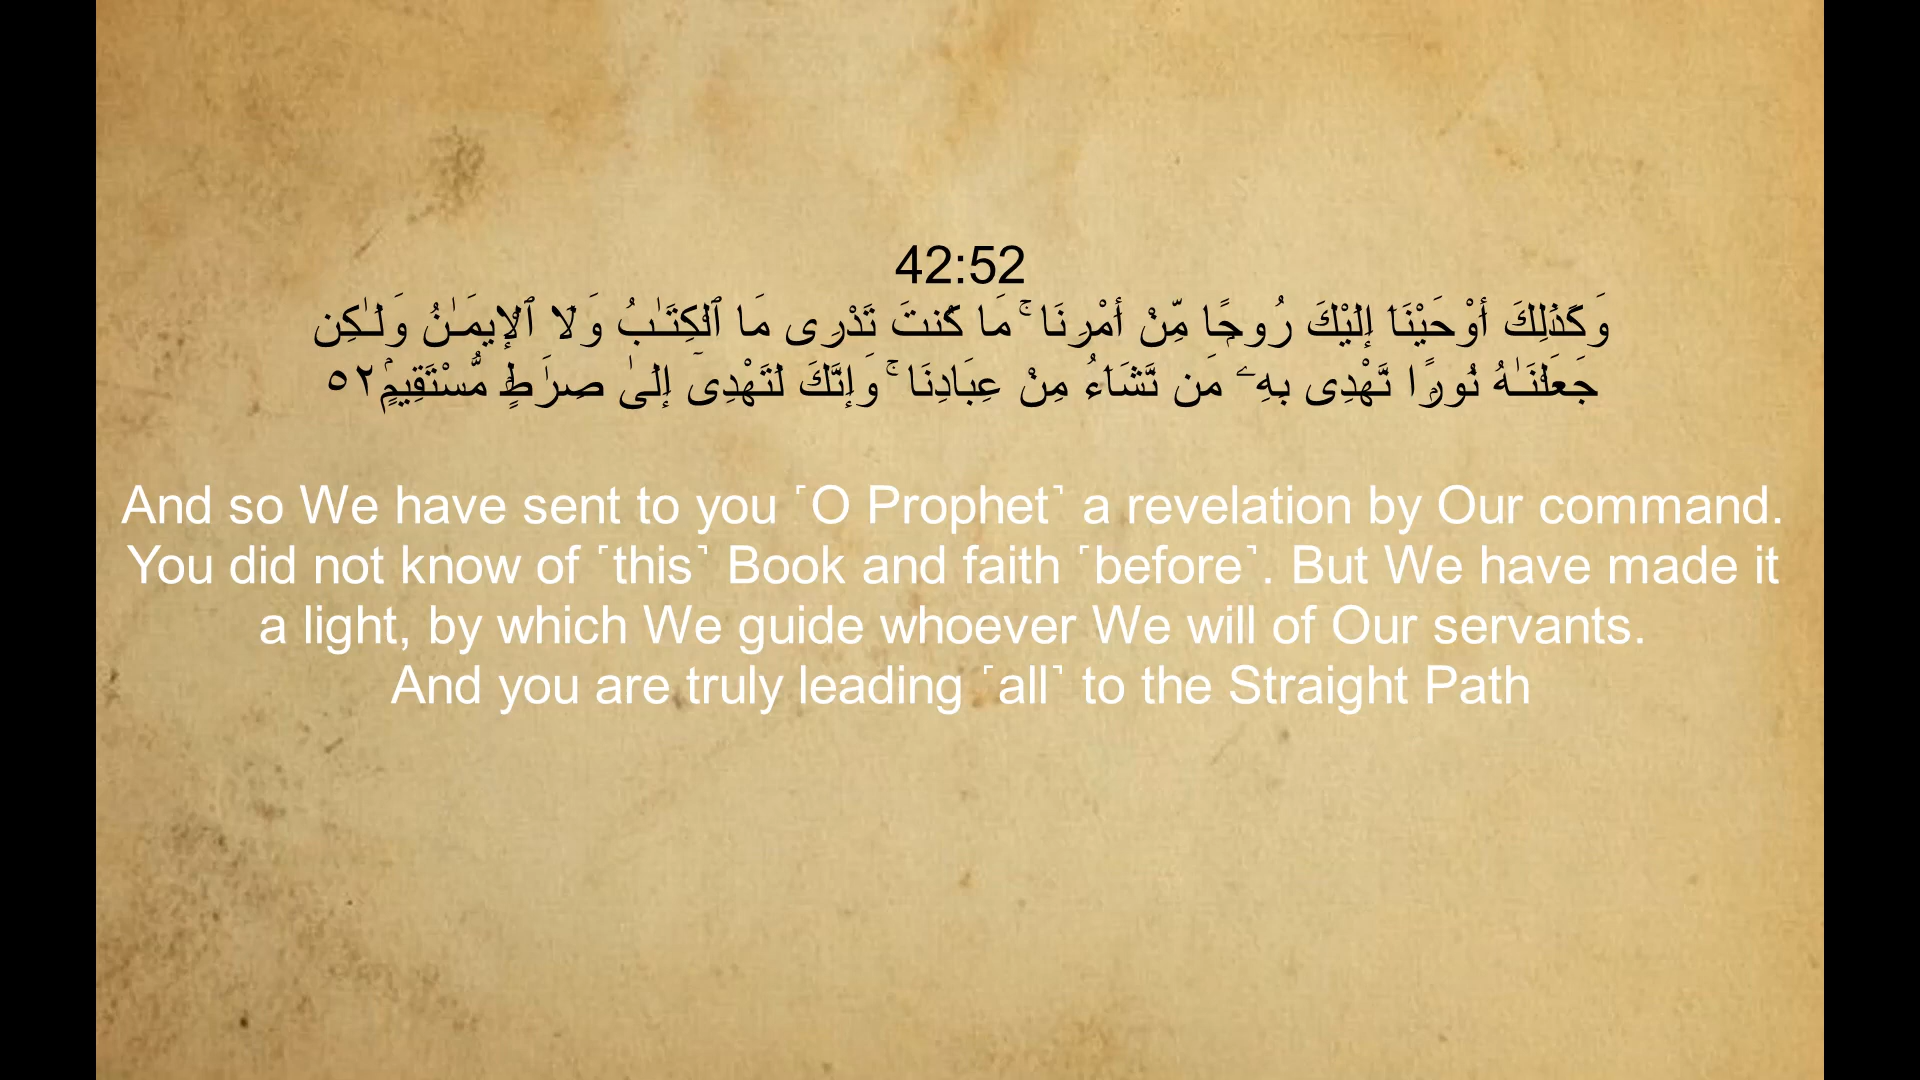 42:52
وَكَذَٰلِكَ أَوْحَيْنَآ إِلَيْكَ رُوحًۭا مِّنْ أَمْرِنَا ۚ مَا كُنتَ تَدْرِى مَا ٱلْكِتَـٰبُ وَلَا ٱلْإِيمَـٰنُ وَلَـٰكِن
جَعَلْنَـٰهُ نُورًۭا نَّهْدِى بِهِۦ مَن نَّشَآءُ مِنْ عِبَادِنَا ۚ وَإِنَّكَ لَتَهْدِىٓ إِلَىٰ صِرَٰطٍۢ مُّسْتَقِيمٍۢ ٥٢
And so We have sent to you ˹O Prophet˺ a revelation by Our command.
You did not know of ˹this˺ Book and faith ˹before˺. But We have made it
a light, by which We guide whoever We will of Our servants.
And you are truly leading ˹all˺ to the Straight Path